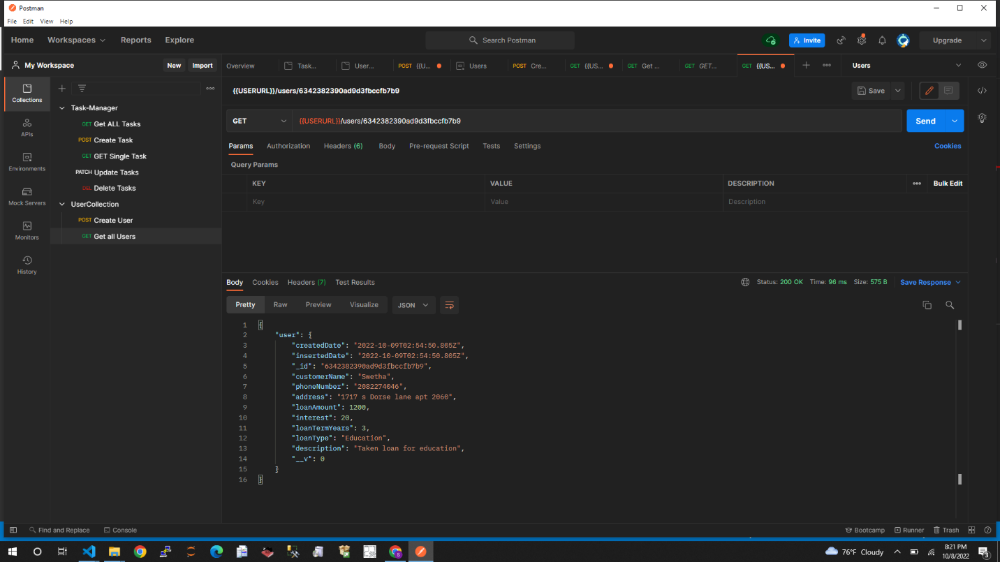 Postman
File Edit View Help
Home Workspaces Reports Explore Search Postman Invite Upgrade
My Workspace New Import Overview Task... User... POST {{U... Users POST Cre... GET {{US... GET Get ... GET GET... GET {{US... Users
Collections
APIs
Environments
Mock Servers
Monitors
History
Task-Manager
GET Get ALL Tasks
POST Create Task
GET GET Single Task
PATCH Update Tasks
DEL Delete Tasks
UserCollection
POST Create User
GET Get all Users
{{USERURL}}/users/6342382390ad9d3fbccfb7b9 Save
GET {{USERURL}}/users/6342382390ad9d3fbccfb7b9 Send
Params Authorization Headers (6) Body Pre-request Script Tests Settings Cookies
Query Params
KEY VALUE DESCRIPTION Bulk Edit
Key Value Description
Body Cookies Headers (7) Test Results Status: 200 OK Time: 96 ms Size: 575 B Save Response
Pretty Raw Preview Visualize JSON
1 {
2 "user": {
3 "createdDate": "2022-10-09T02:54:50.805Z",
4 "insertedDate": "2022-10-09T02:54:50.805Z",
5 "_id": "6342382390ad9d3fbccfb7b9",
6 "customerName": "Swetha",
7 "phoneNumber": "2082274046",
8 "address": "1717 s Dorse lane apt 2060",
9 "loanAmount": 1200,
10 "interest": 20,
11 "loanTermYears": 3,
12 "loanType": "Education",
13 "description": "Taken loan for education",
14 "__v": 0
15 }
16 }
Find and Replace Console Bootcamp Runner Trash
76°F Cloudy 8:21 PM
10/8/2022 3